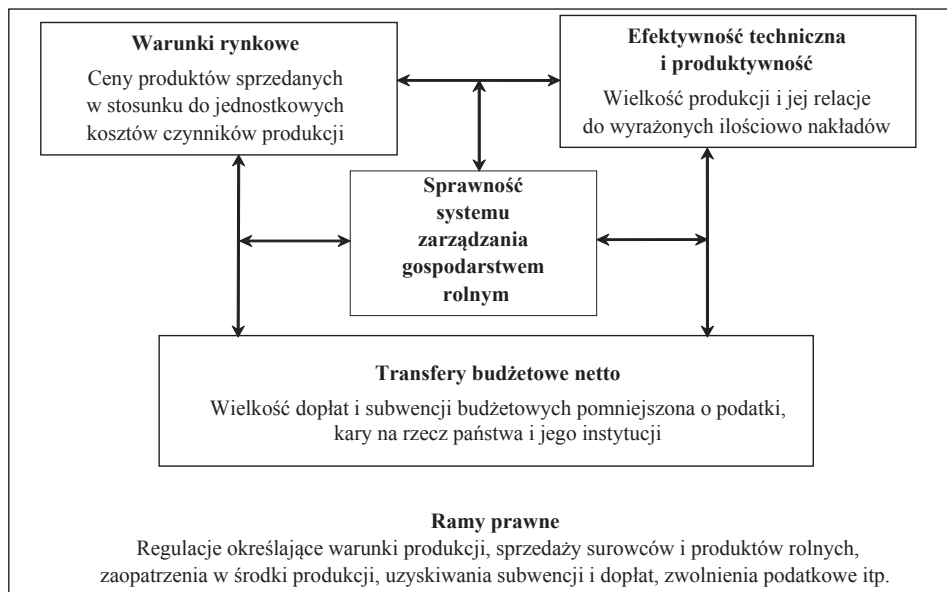 Warunki rynkowe
Ceny produktów sprzedanych
w stosunku do jednostkowych
kosztów czynników produkcji
Efektywność techniczna
i produktywność
Wielkość produkcji i jej relacje
do wyrażonych ilościowo nakładów
Sprawność
systemu
zarządzania
gospodarstwem
rolnym
Transfery budżetowe netto
Wielkość dopłat i subwencji budżetowych pomniejszona o podatki,
kary na rzecz państwa i jego instytucji
Ramy prawne
Regulacje określające warunki produkcji, sprzedaży surowców i produktów rolnych,
zaopatrzenia w środki produkcji, uzyskiwania subwencji i dopłat, zwolnienia podatkowe itp.